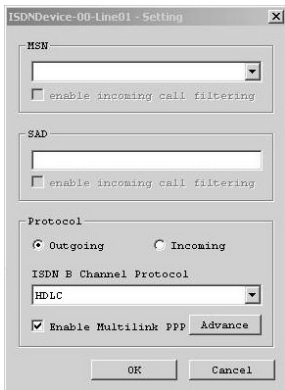 ISDNDevice-00-Line01 - Setting
MSN
enable incoming call filtering
SAD
enable incoming call filtering
Protocol
Outgoing Incoming
ISDN B Channel Protocol
HDLC
Enable Multilink PPP Advance
OK Cancel